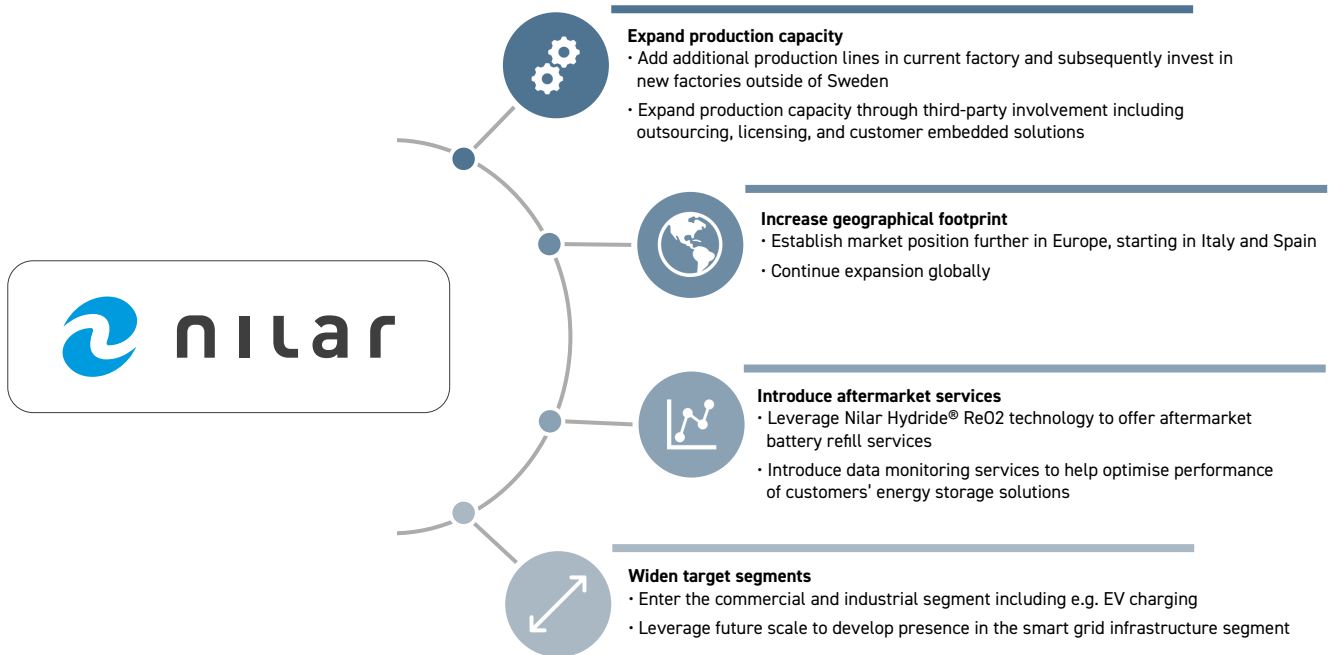 nilar
Expand production capacity
· Add additional production lines in current factory and subsequently invest in
new factories outside of Sweden
· Expand production capacity through third-party involvement including
outsourcing, licensing, and customer embedded solutions
Increase geographical footprint
· Establish market position further in Europe, starting in Italy and Spain
· Continue expansion globally
Introduce aftermarket services
· Leverage Nilar Hydride® ReO2 technology to offer aftermarket
battery refill services
· Introduce data monitoring services to help optimise performance
of customers’ energy storage solutions
Widen target segments
· Enter the commercial and industrial segment including e.g. EV charging
· Leverage future scale to develop presence in the smart grid infrastructure segment